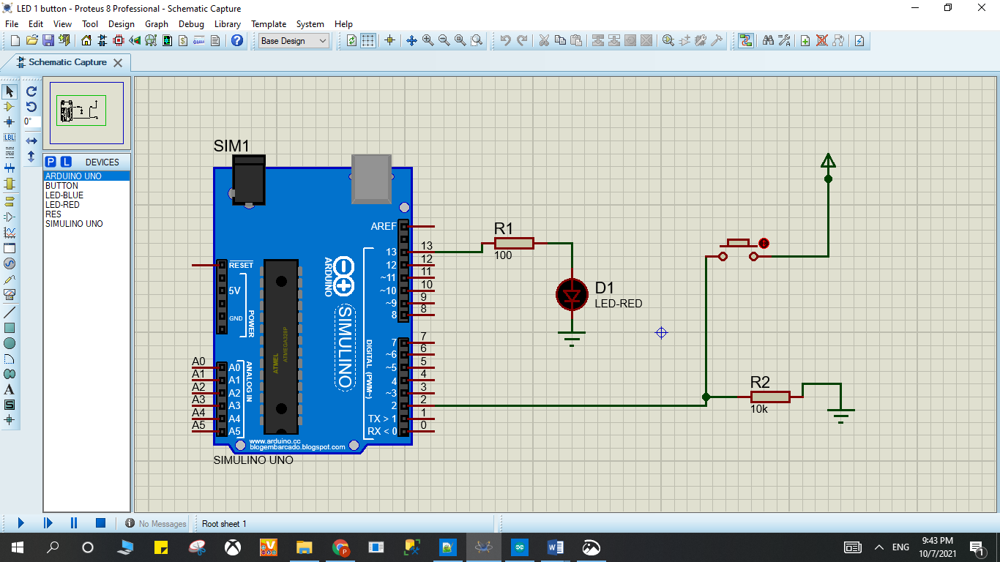 LED 1 button - Proteus 8 Professional - Schematic Capture
File Edit View Tool Design Graph Debug Library Template System Help
Base Design
Schematic Capture
0°
LBL
P L DEVICES
ARDUINO UNO
BUTTON
LED-BLUE
LED-RED
RES
SIMULINO UNO
A
S
SIM1
AREF
13
12
~11
~10
~9
8
7
~6
~5
4
~3
2
TX > 1
RX < 0
13
12
11
10
9
8
7
6
5
4
3
2
1
0
RESET
5V
GND
POWER
A0
A1
A2
A3
A4
A5
A0
A1
A2
A3
A4
A5
ANALOG IN
ATMEL
ATMEGA328P
ARDUINO
SIMULINO
DIGITAL (PWM~)
www.arduino.cc
blogembarcado.blogspot.com
SIMULINO UNO
R1
100
D1
LED-RED
R2
10k
No Messages
Root sheet 1
ENG
9:43 PM
10/7/2021
1